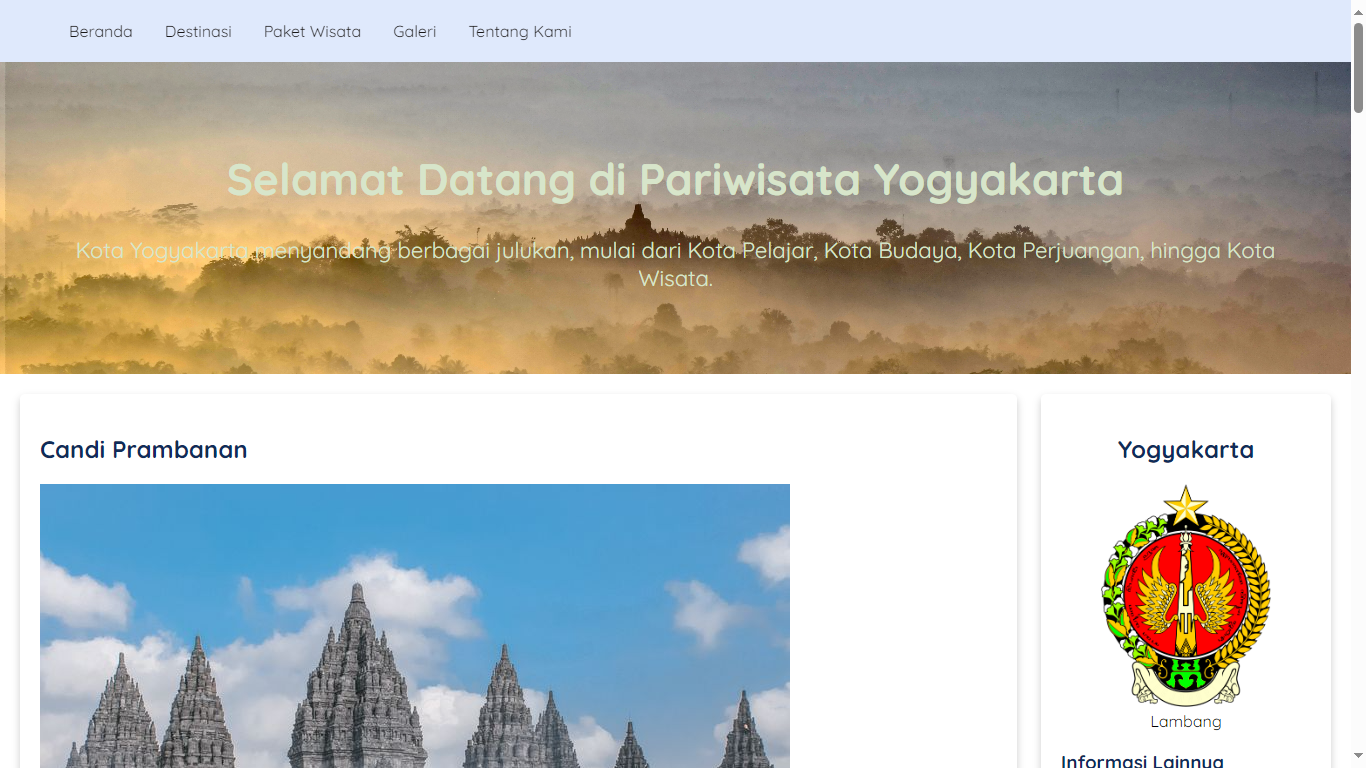 Beranda
Destinasi
Paket Wisata
Galeri
Tentang Kami
Selamat Datang di Pariwisata Yogyakarta
Kota Yogyakarta menyandang berbagai julukan, mulai dari Kota Pelajar, Kota Budaya, Kota Perjuangan, hingga Kota
Wisata.
Candi Prambanan
Yogyakarta
Lambang
Informasi Lainnya